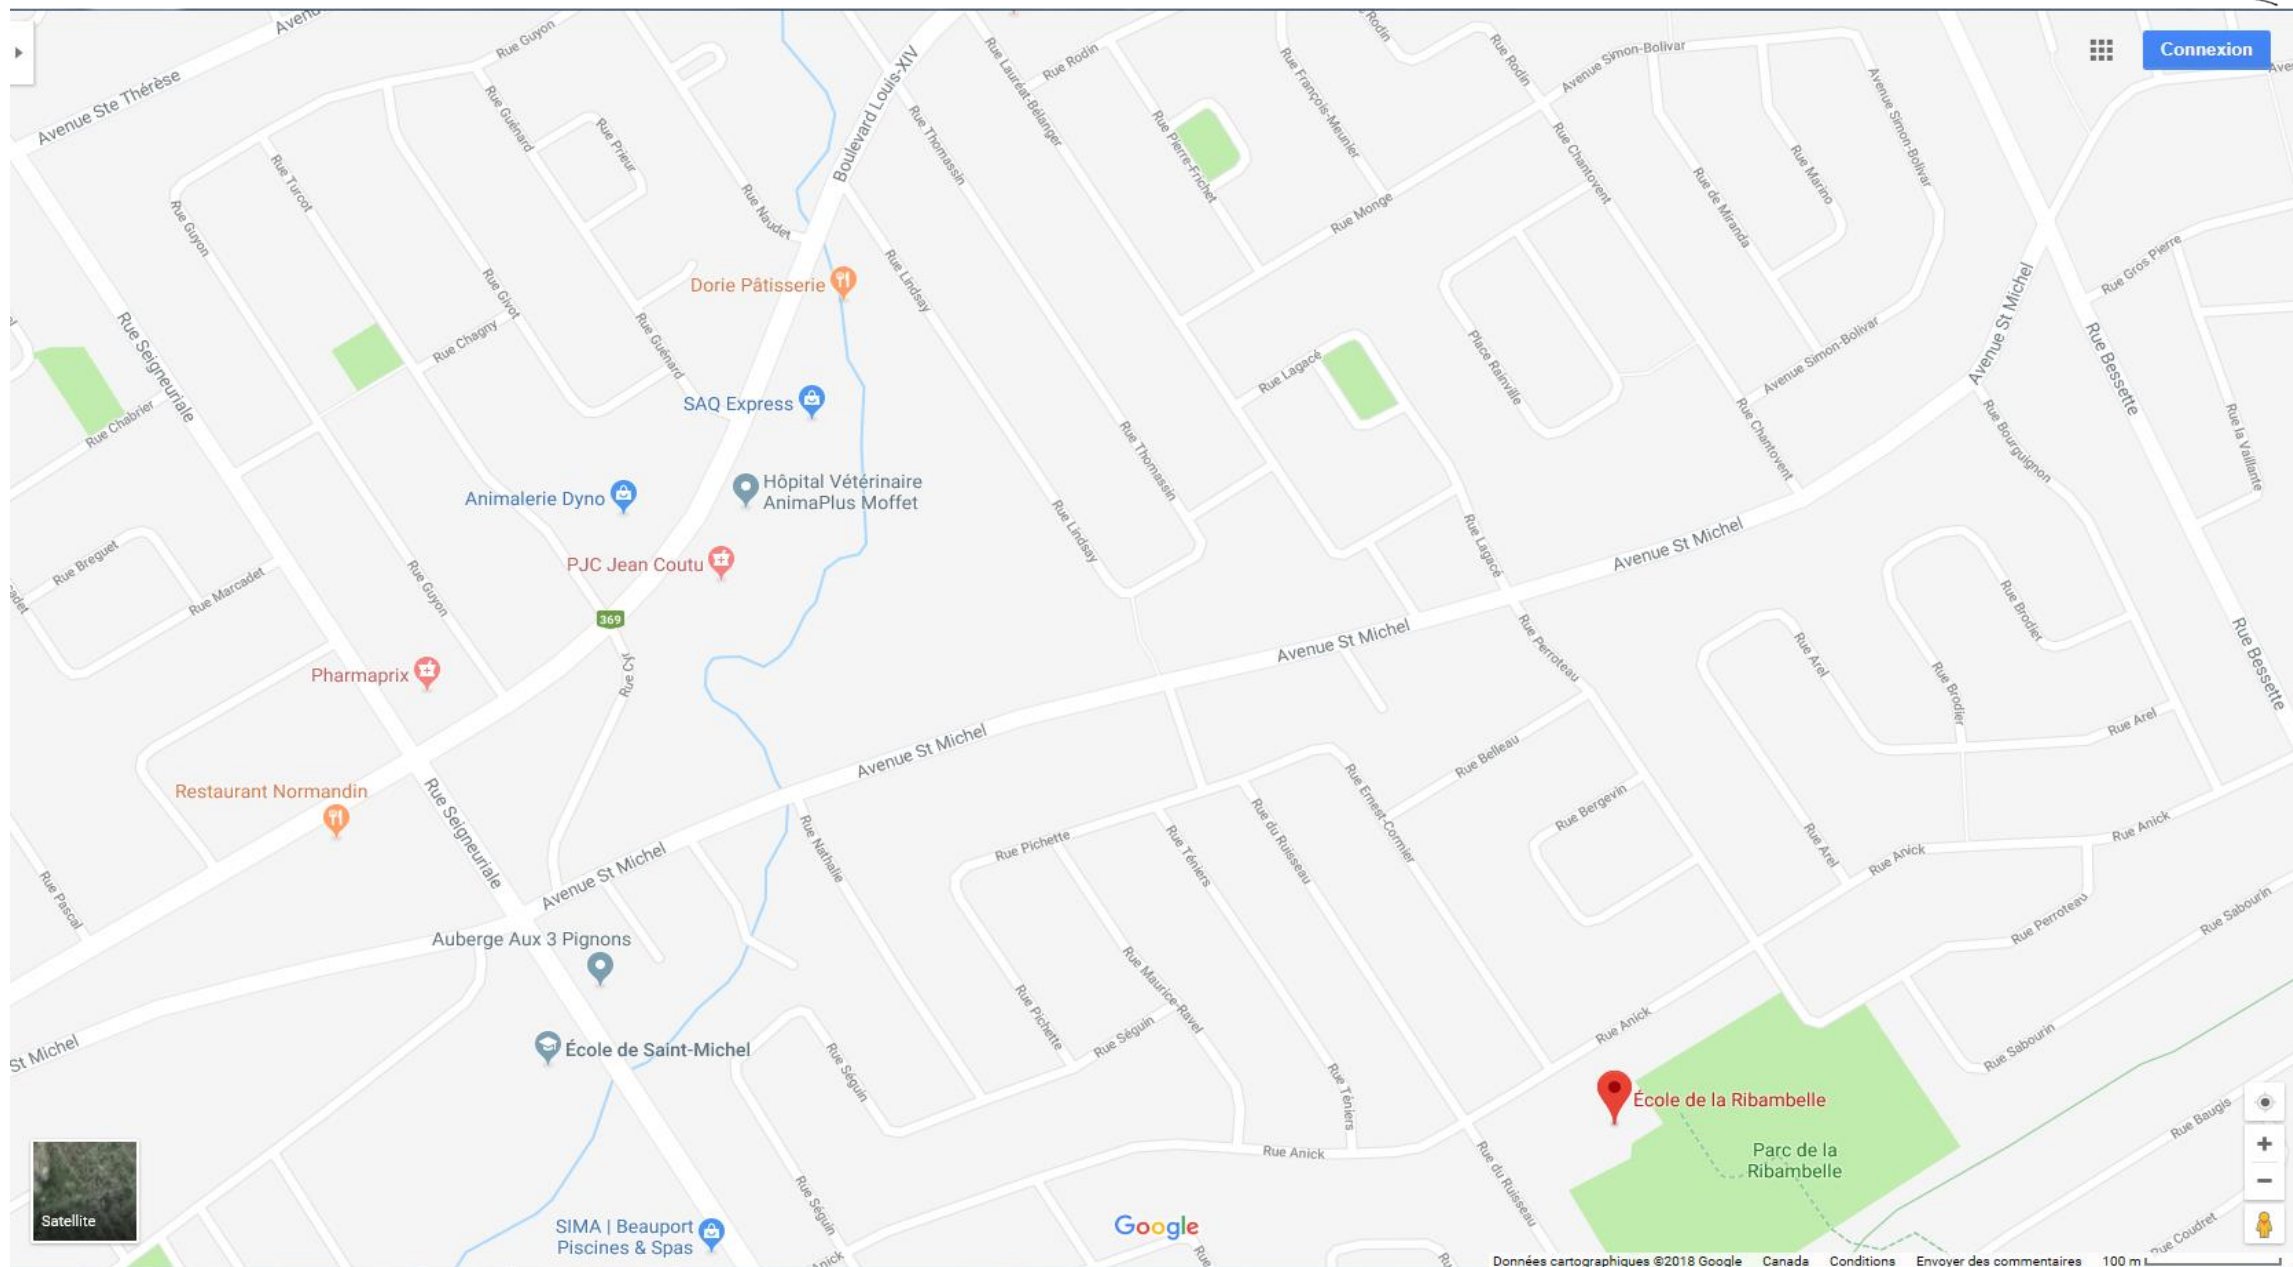 Avenue Ste Thérèse
Rue Guyon
Rue Rodin
Rue Rodin
Avenue Simon-Bolivar
Connexion
Rue Guénard
Rue Prieur
Rue Naudet
Boulevard Louis-XIV
Rue Thomassin
Rue Lauréat-Bélanger
Rue Rodin
Rue Pierre-Frichet
Rue François-Meunier
Rue Chantovent
Rue de Miranda
Rue Marino
Avenue Simon-Bolivar
Rue Turcot
Rue Guyon
Rue Givot
Rue Monge
Rue Gros Pierre
Rue Seigneuriale
Rue Chagny
Rue Guénard
Dorie Pâtisserie
Rue Lindsay
Rue Lagacé
Place Rainville
Avenue Simon-Bolivar
Avenue St Michel
Rue Bessette
Rue Chabrier
SAQ Express
Rue Thomassin
Rue Chantovent
Rue Bourguignon
Rue la Vaillante
Animalerie Dyno
Hôpital Vétérinaire
AnimaPlus Moffet
Rue Lindsay
Rue Lagacé
Avenue St Michel
Rue Breguet
Rue Marcadet
Rue Guyon
PJC Jean Coutu
369
Rue Cyr
Avenue St Michel
Rue Perroteau
Rue Arel
Rue Brodier
Rue Brodier
Rue Bessette
Pharmaprix
Avenue St Michel
Rue Belleau
Rue Arel
Restaurant Normandin
Rue Seigneuriale
Rue Nathalie
Rue Pichette
Rue Téniers
Rue du Ruisseau
Rue Ernest-Cormier
Rue Bergevin
Rue Arel
Rue Anick
Rue Anick
Rue Pascal
Avenue St Michel
Auberge Aux 3 Pignons
Rue Maurice-Ravel
Rue Perroteau
Rue Sabourin
St Michel
École de Saint-Michel
Rue Séguin
Rue Pichette
Rue Séguin
Rue Téniers
Rue Anick
Rue Sabourin
École de la Ribambelle
Parc de la
Ribambelle
Rue Baugis
Rue Anick
Rue du Ruisseau
Rue Séguin
Satellite
SIMA | Beauport
Piscines & Spas
Google
Rue Coudret
Données cartographiques ©2018 Google Canada Conditions Envoyer des commentaires 100 m